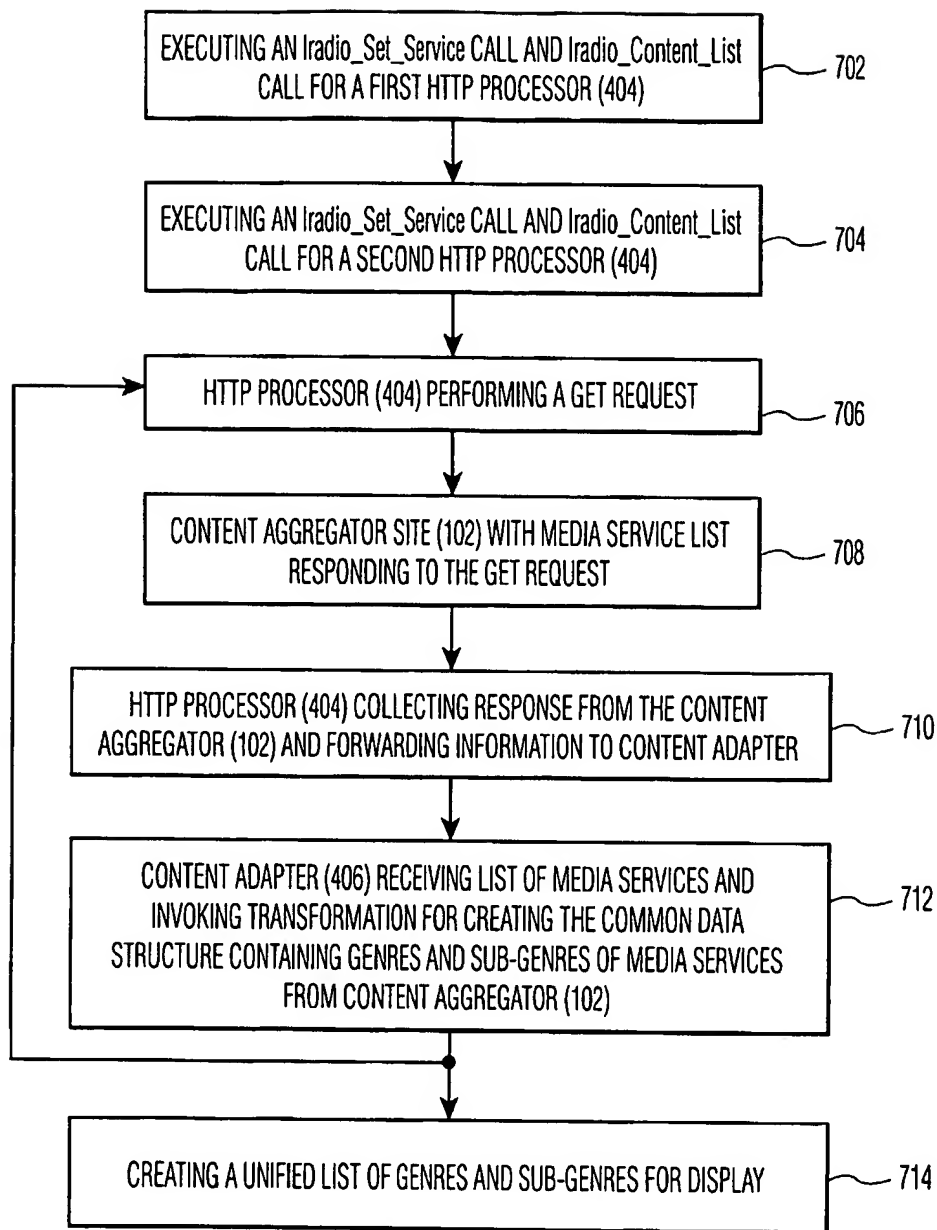 EXECUTING AN Iradio_Set_Service CALL AND Iradio_Content_List
CALL FOR A FIRST HTTP PROCESSOR (404)
702
EXECUTING AN Iradio_Set_Service CALL AND Iradio_Content_List
CALL FOR A SECOND HTTP PROCESSOR (404)
704
HTTP PROCESSOR (404) PERFORMING A GET REQUEST
706
CONTENT AGGREGATOR SITE (102) WITH MEDIA SERVICE LIST
RESPONDING TO THE GET REQUEST
708
HTTP PROCESSOR (404) COLLECTING RESPONSE FROM THE CONTENT
AGGREGATOR (102) AND FORWARDING INFORMATION TO CONTENT ADAPTER
710
CONTENT ADAPTER (406) RECEIVING LIST OF MEDIA SERVICES AND
INVOKING TRANSFORMATION FOR CREATING THE COMMON DATA
STRUCTURE CONTAINING GENRES AND SUB-GENRES OF MEDIA SERVICES
FROM CONTENT AGGREGATOR (102)
712
CREATING A UNIFIED LIST OF GENRES AND SUB-GENRES FOR DISPLAY
714